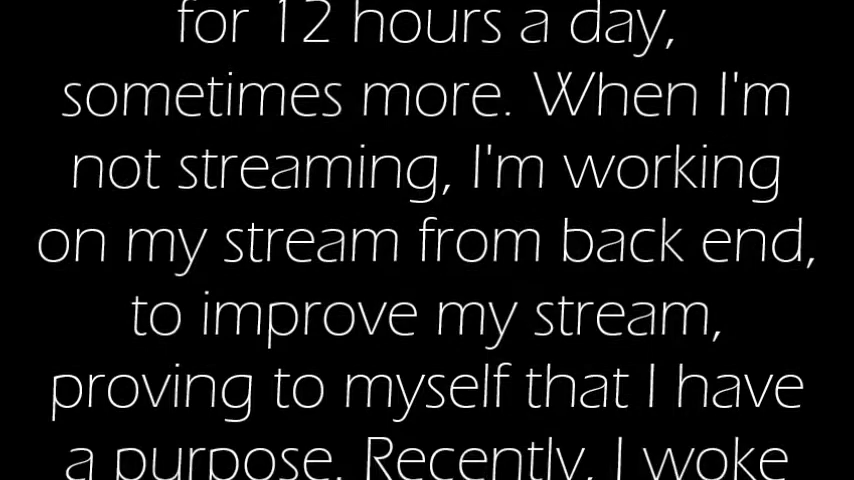 for 12 hours a day,
sometimes more. When I'm
not streaming, I'm working
on my stream from back end,
to improve my stream,
proving to myself that I have
a purpose. Recently, I woke